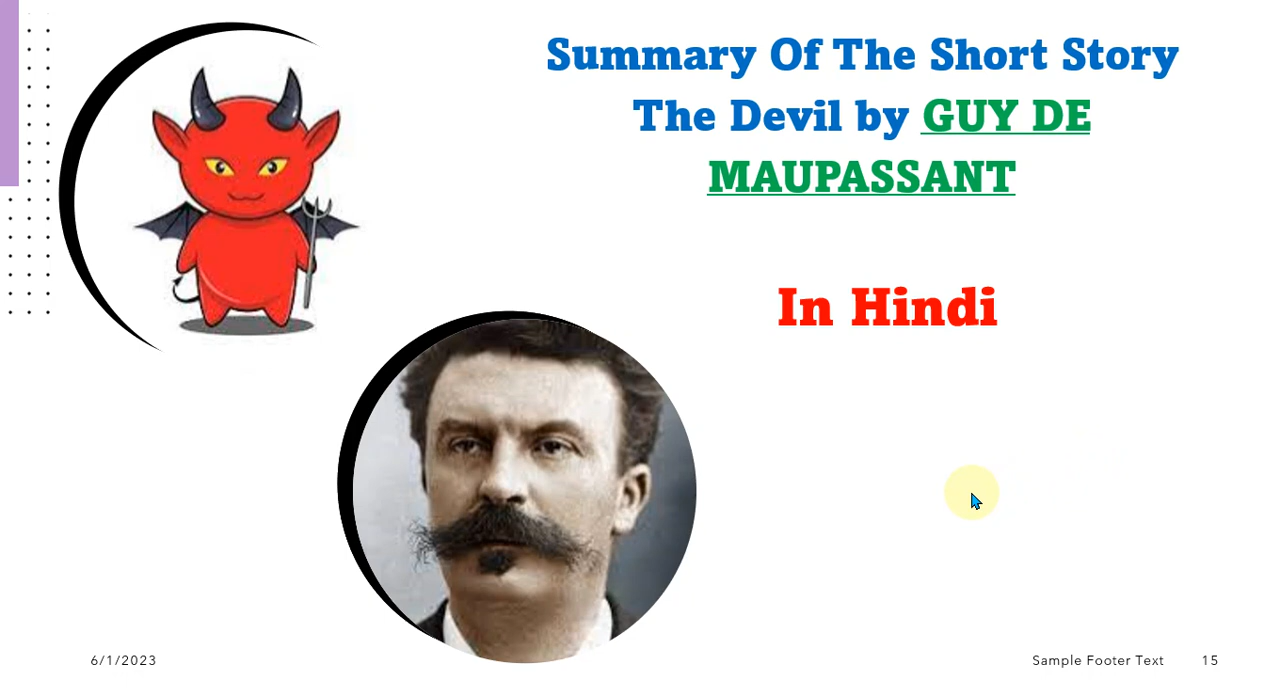 Summary Of The Short Story
The Devil by GUY DE
MAUPASSANT
In Hindi
6/1/2023
Sample Footer Text
15